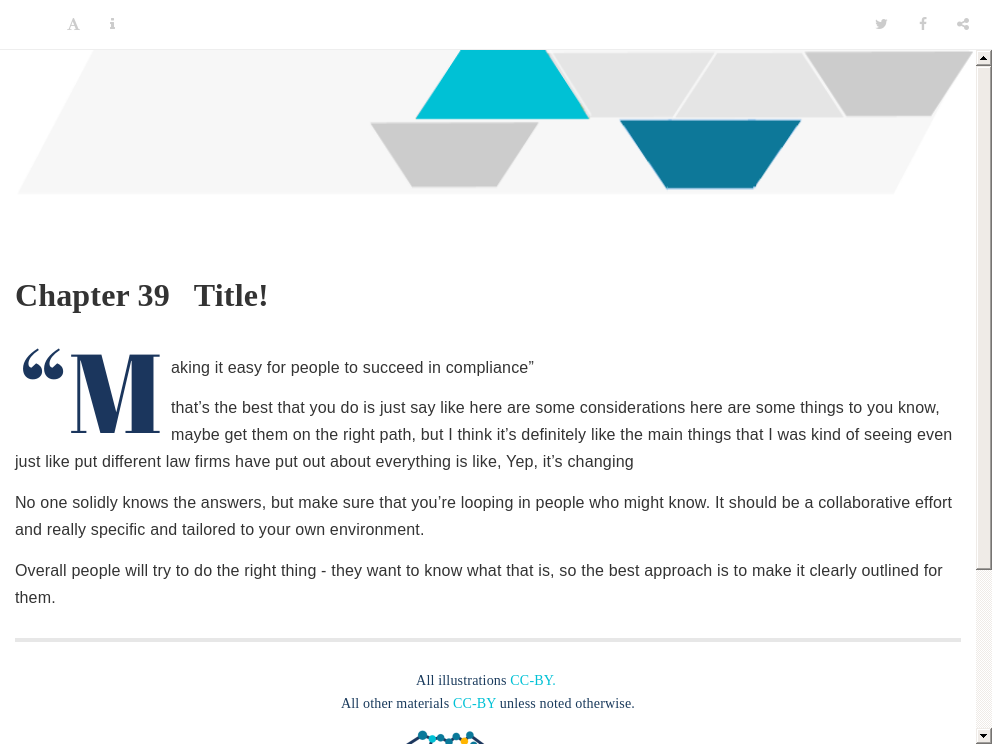 Chapter 39 Title!
“Making it easy for people to succeed in compliance”
that’s the best that you do is just say like here are some considerations here are some things to you know,
maybe get them on the right path, but I think it’s definitely like the main things that I was kind of seeing even
just like put different law firms have put out about everything is like, Yep, it’s changing
No one solidly knows the answers, but make sure that you’re looping in people who might know. It should be a collaborative effort
and really specific and tailored to your own environment.
Overall people will try to do the right thing - they want to know what that is, so the best approach is to make it clearly outlined for
them.
All illustrations CC-BY.
All other materials CC-BY unless noted otherwise.